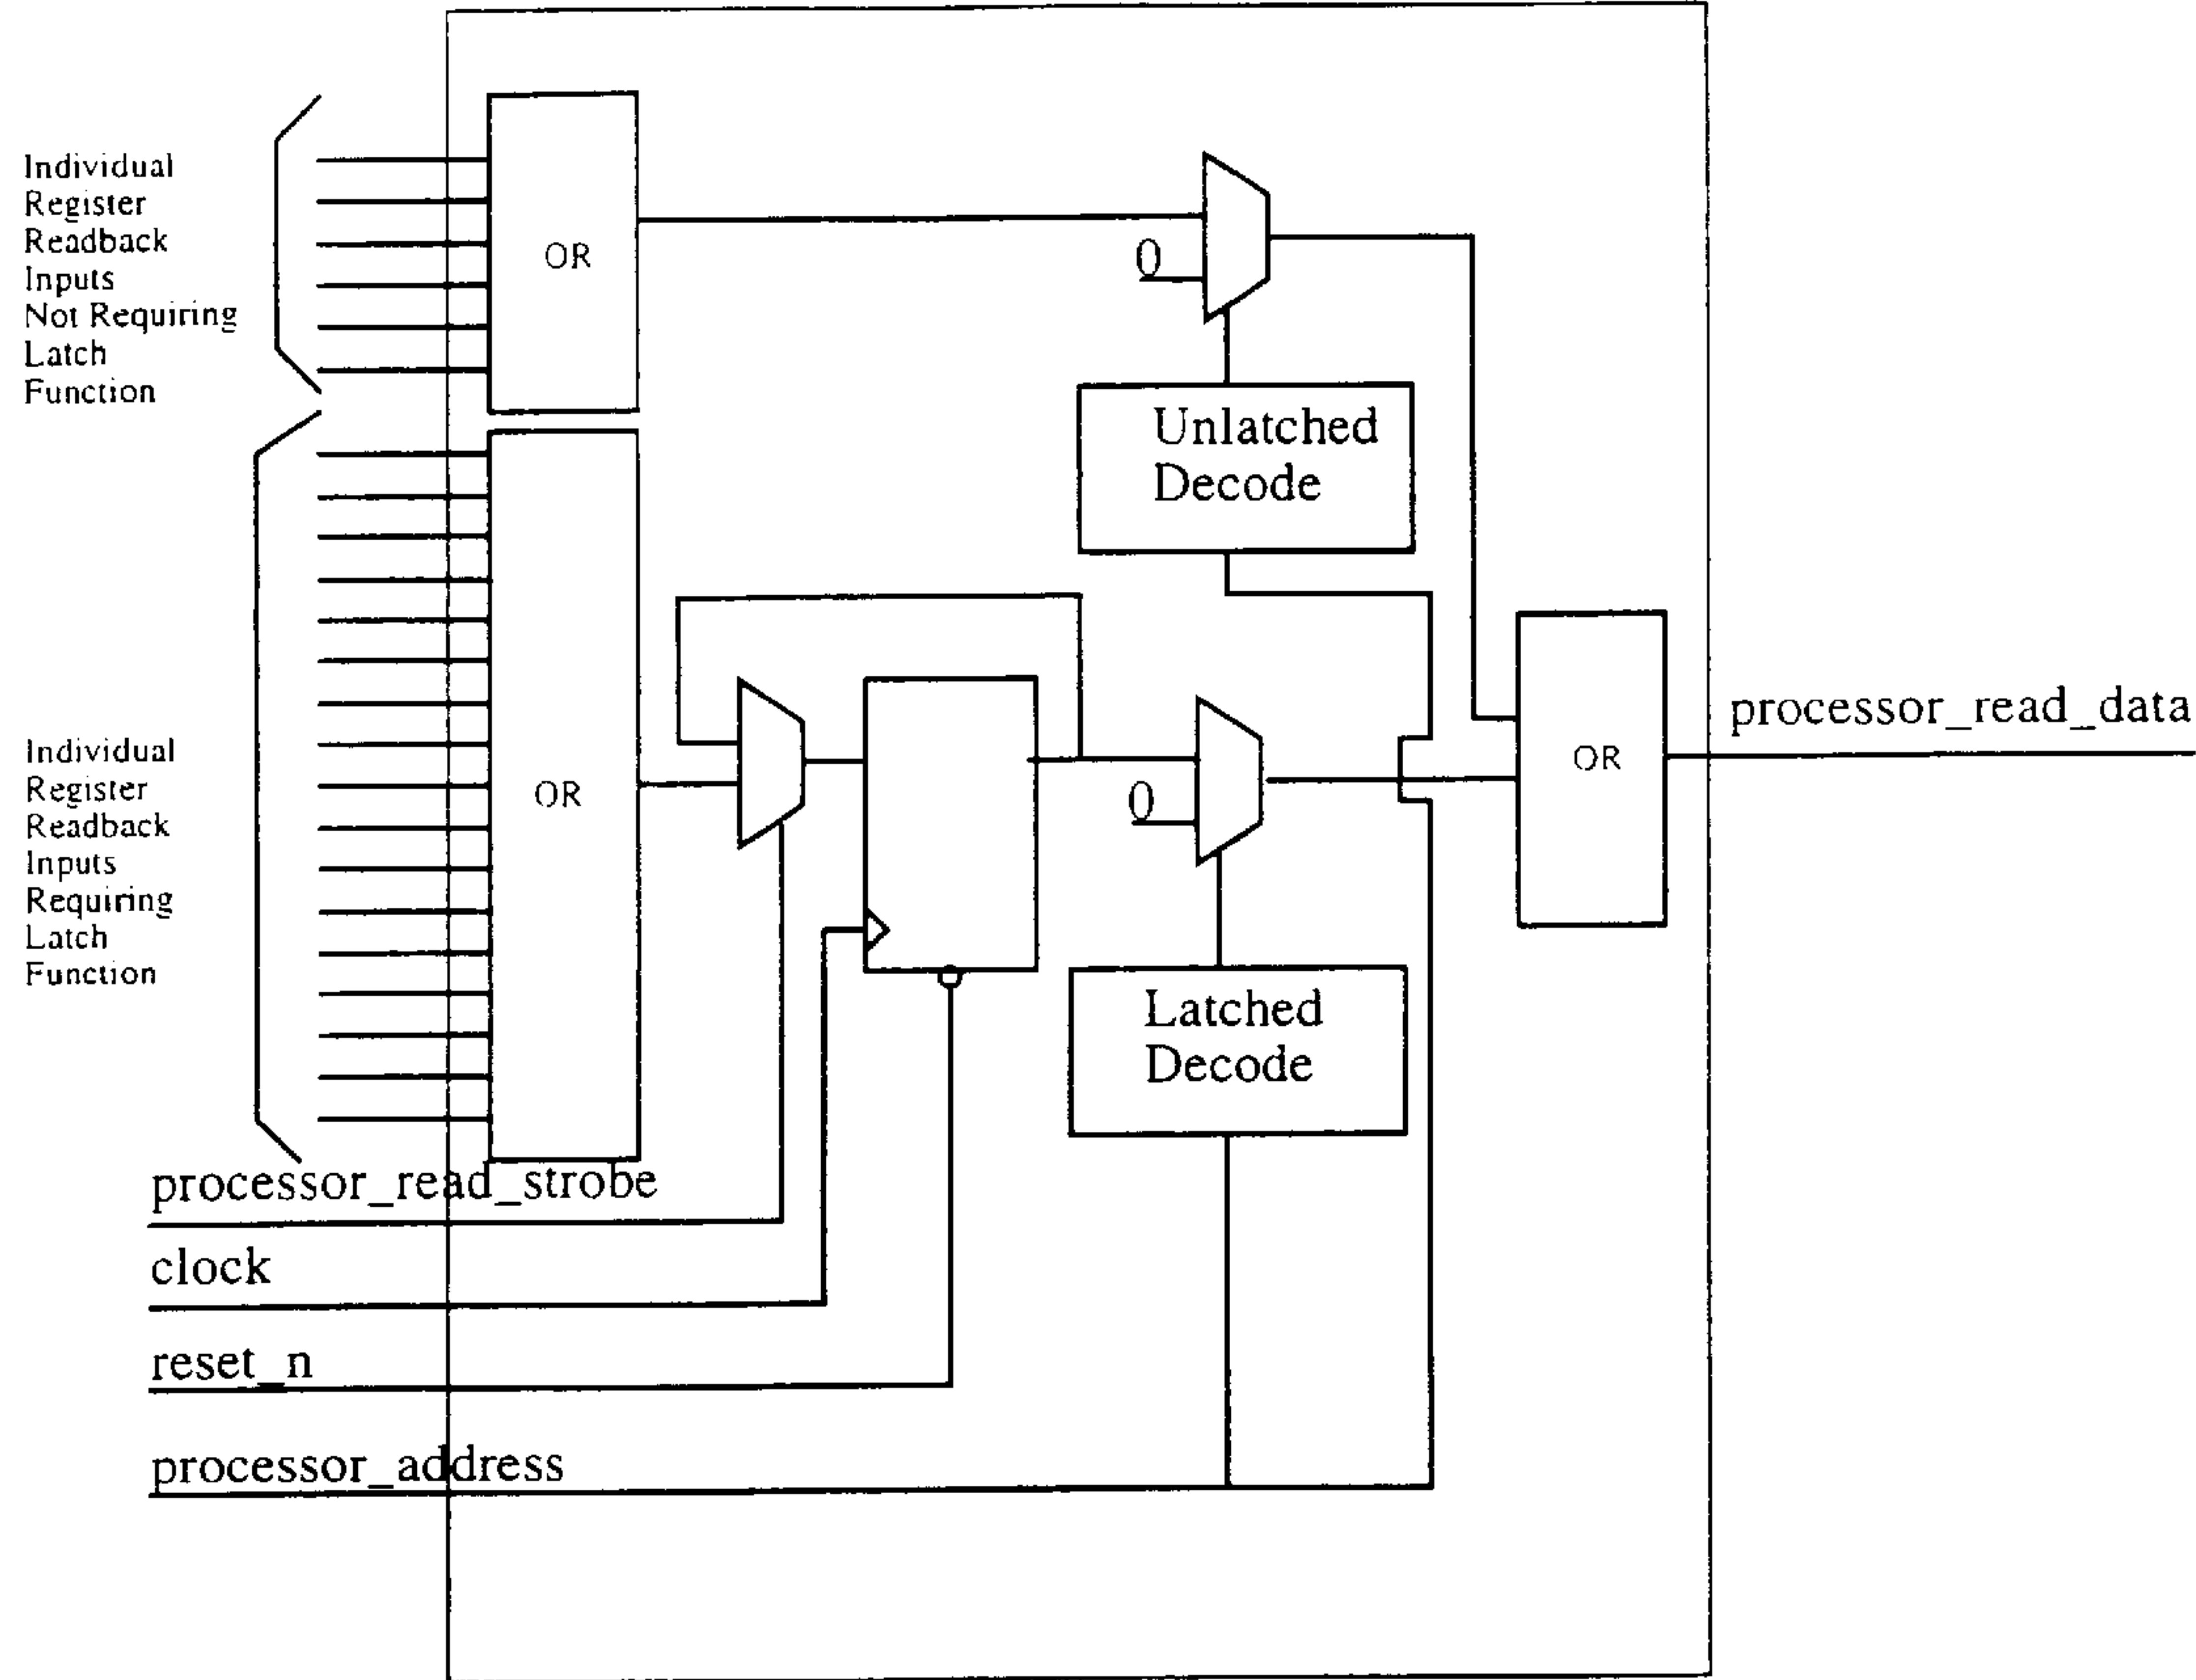 Individual
Register
Readback
Inputs
Not Requiring
Latch
Function
OR
0
Unlatched
Decode
Individual
Register
Readback
Inputs
Requiring
Latch
Function
OR
0
OR
processor_read_data
Latched
Decode
processor_read_strobe
clock
reset_n
processor_address